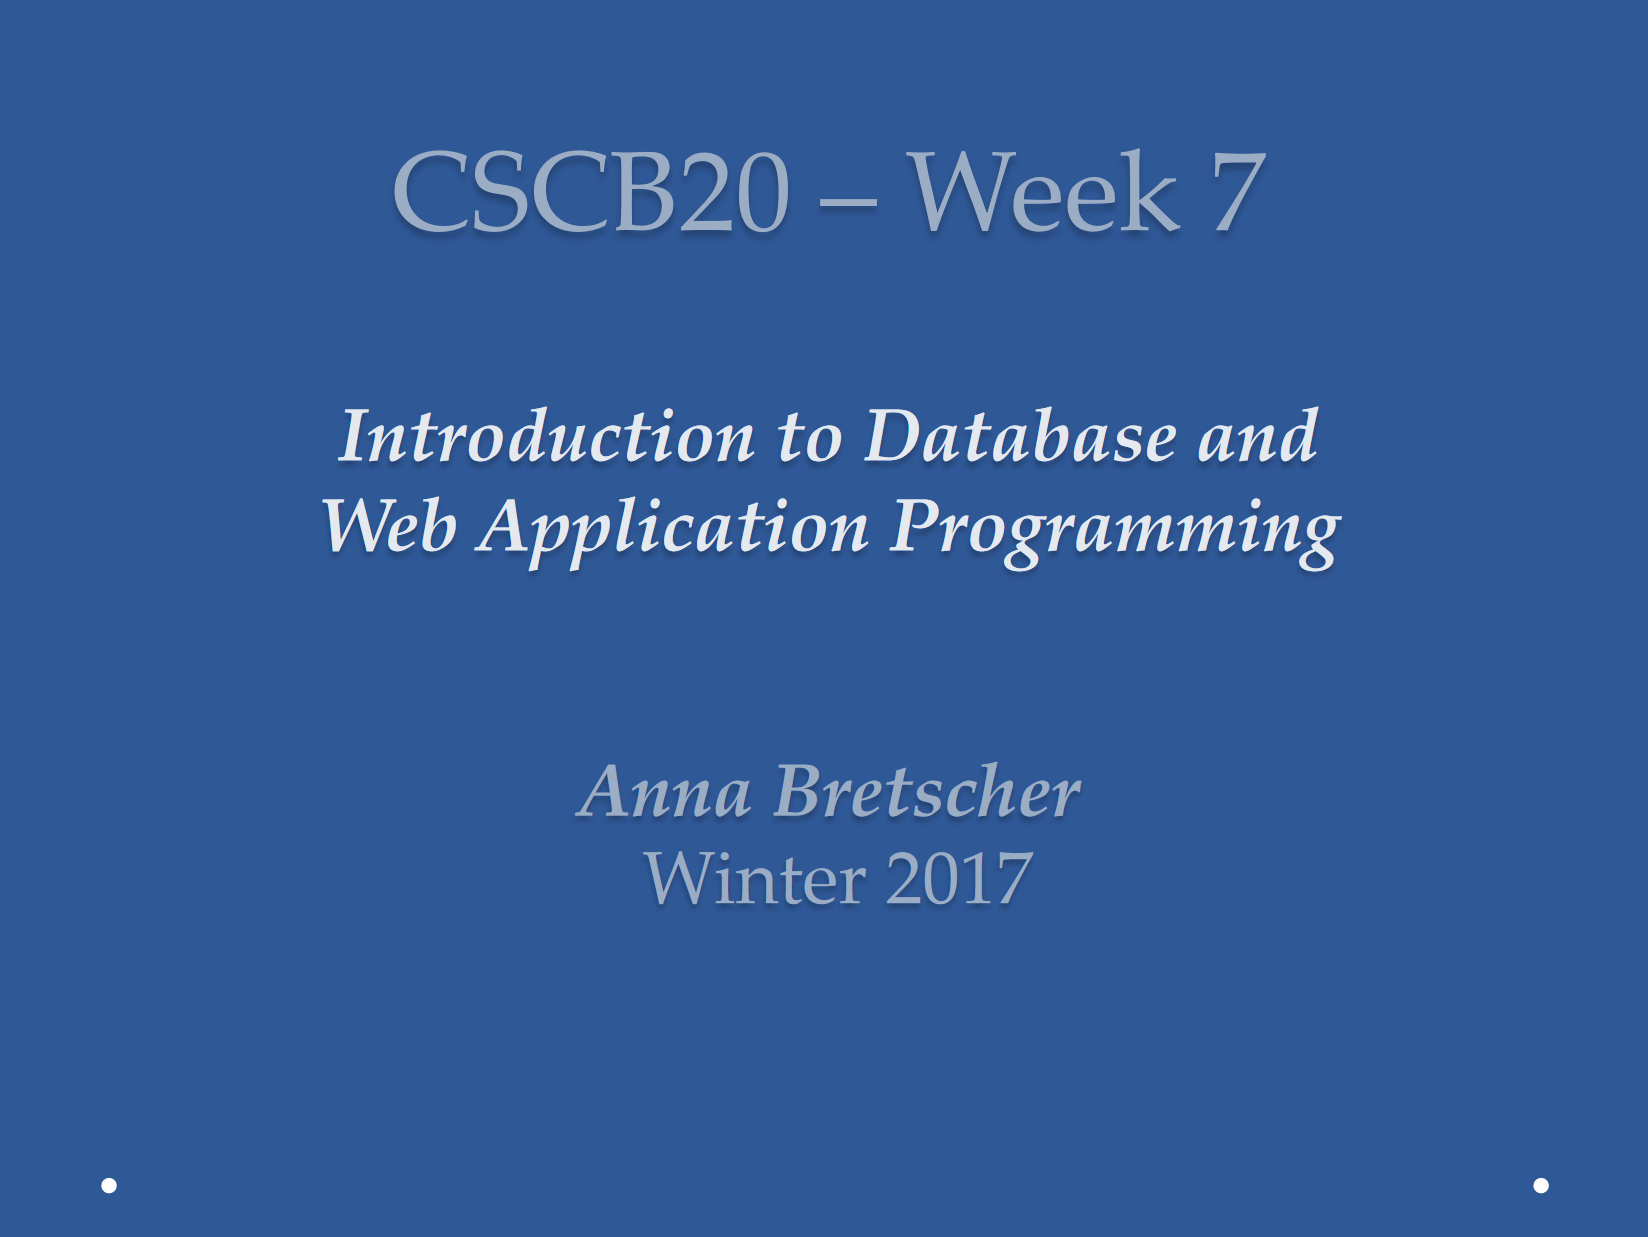 CSCB20 – Week 7
Introduction to Database and
Web Application Programming
Anna Bretscher
Winter 2017